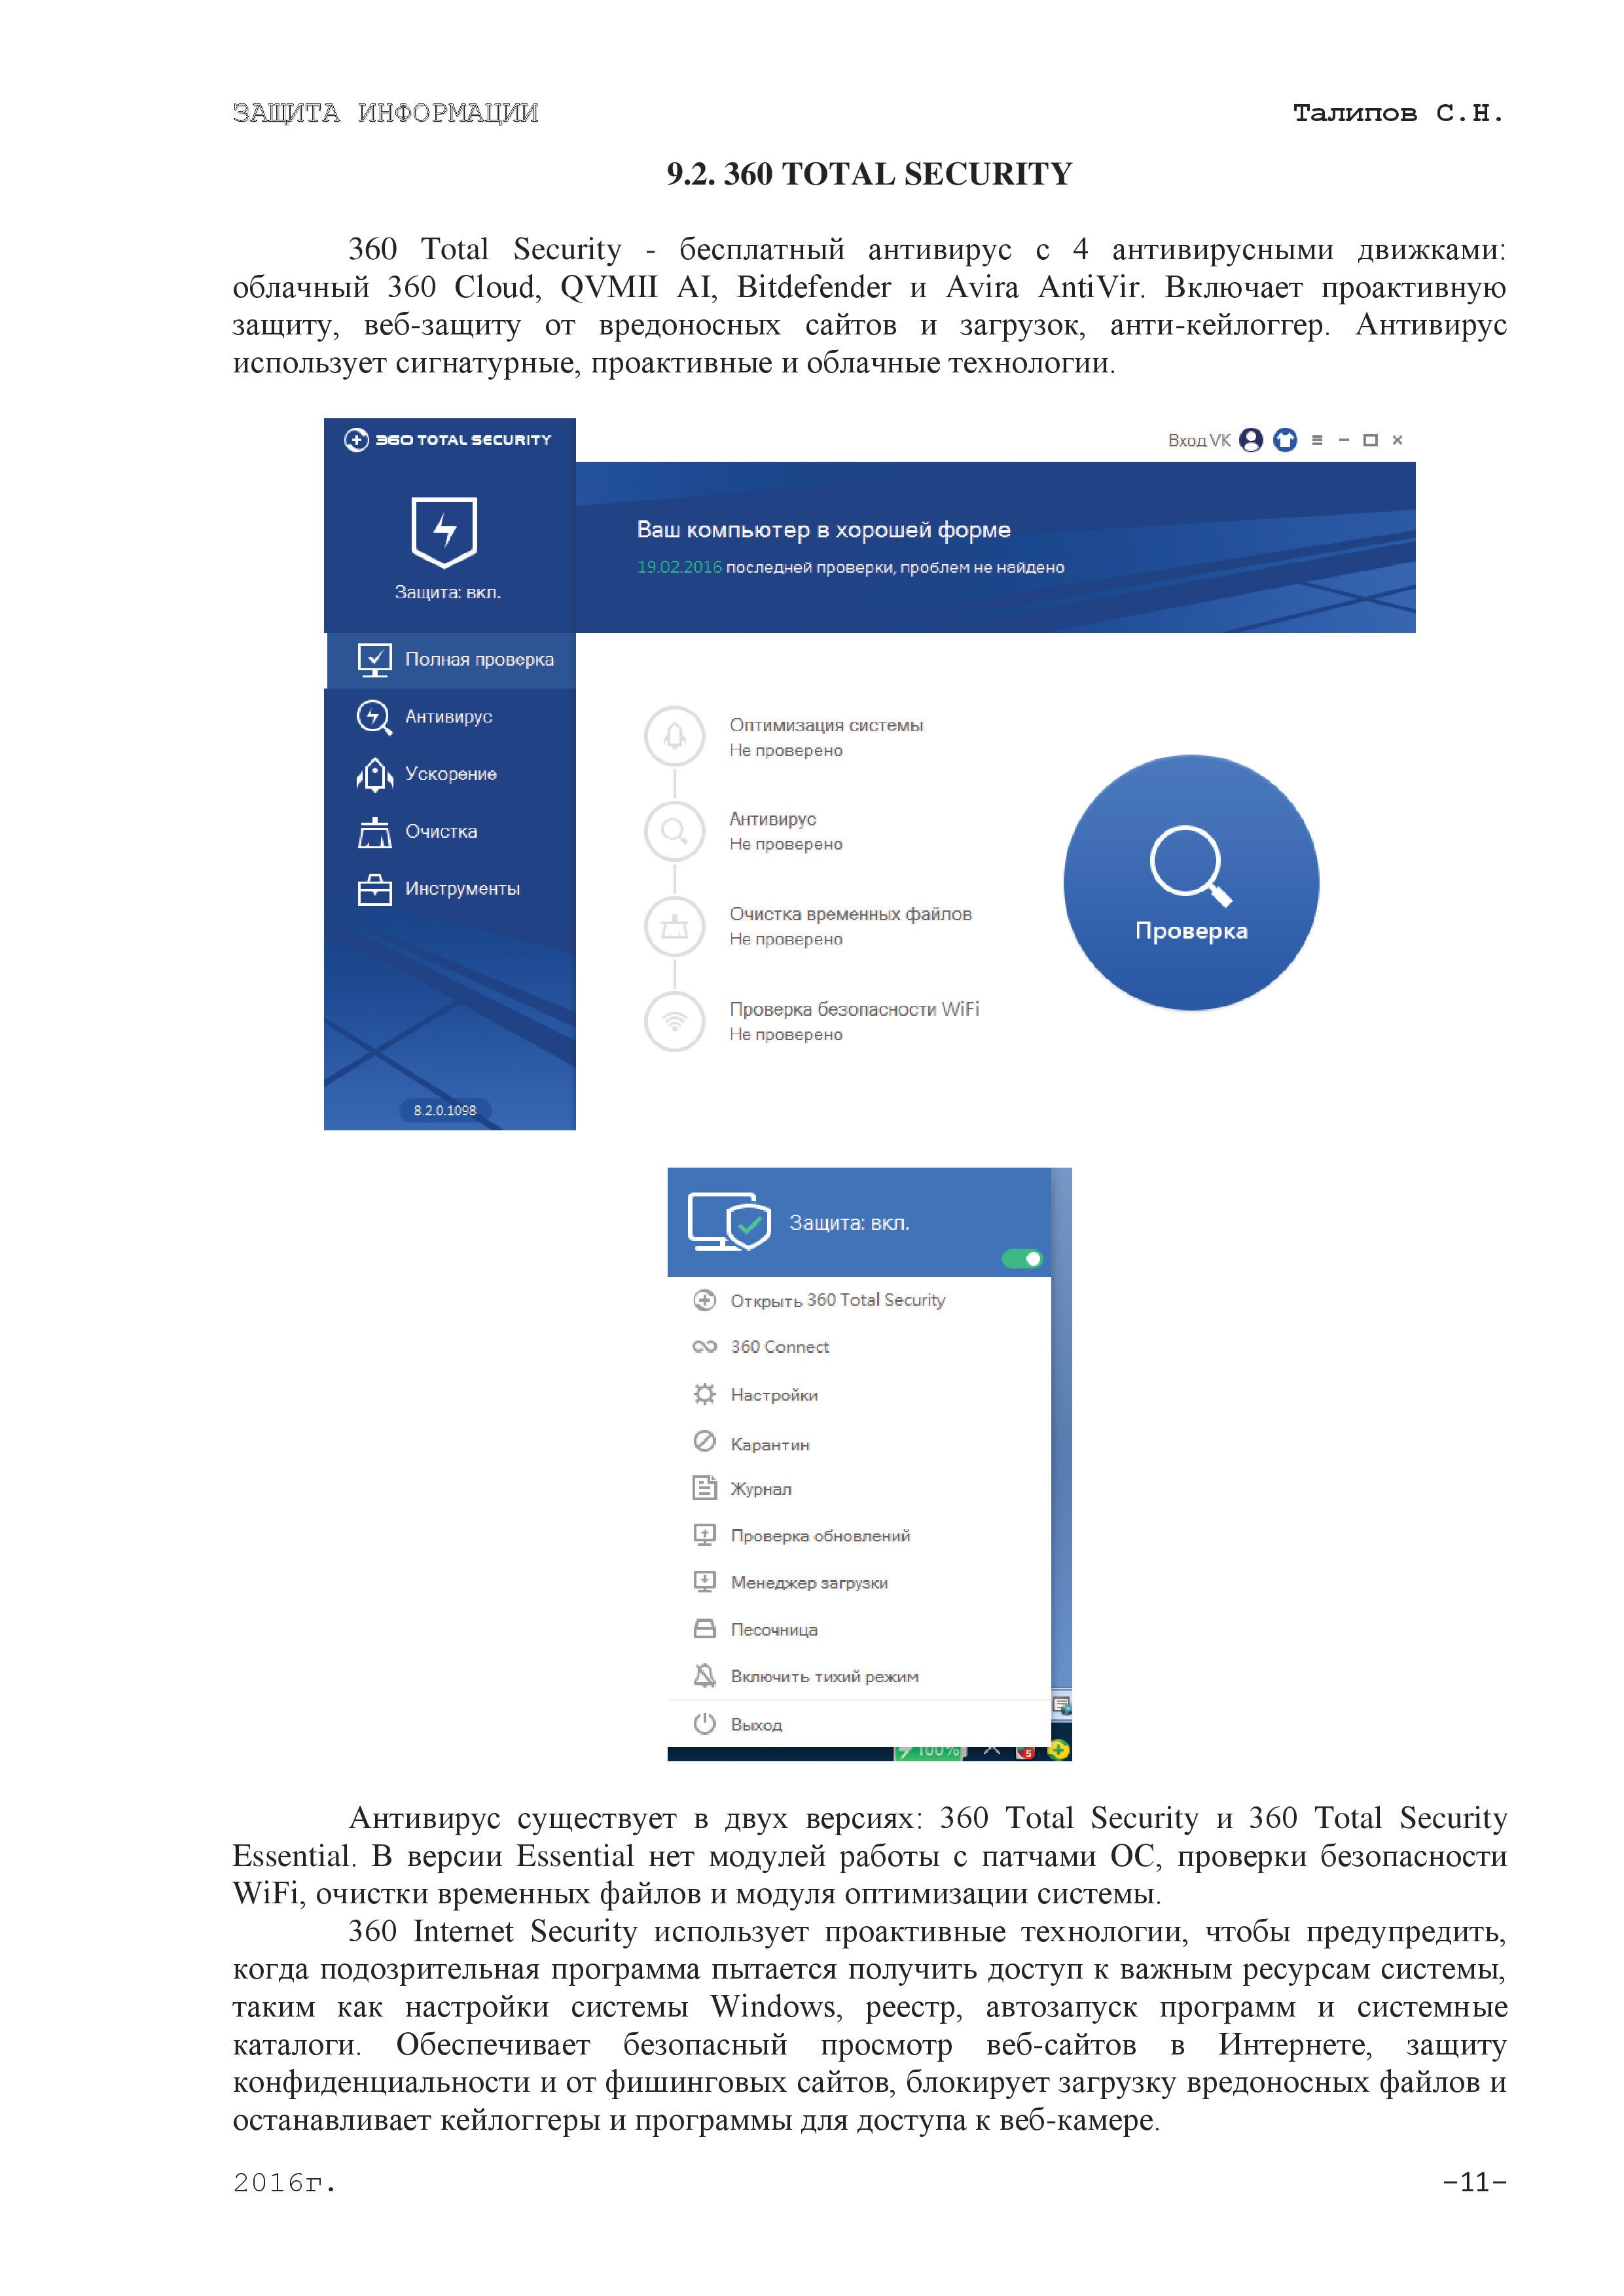 ЗАЩИТА ИНФОРМАЦИИ Талипов С.Н.
9.2. 360 TOTAL SECURITY
360 Total Security - бесплатный антивирус с 4 антивирусными движками:
облачный 360 Cloud, QVMII AI, Bitdefender и Avira AntiVir. Включает проактивную
защиту, веб-защиту от вредоносных сайтов и загрузок, анти-кейлоггер. Антивирус
использует сигнатурные, проактивные и облачные технологии.
360 TOTAL SECURITY
Вход VK
Защита: вкл.
Ваш компьютер в хорошей форме
19.02.2016 последней проверки, проблем не найдено
Полная проверка
Антивирус
Ускорение
Очистка
Инструменты
8.2.0.1098
Оптимизация системы
Не проверено
Антивирус
Не проверено
Очистка временных файлов
Не проверено
Проверка безопасности WiFi
Не проверено
Проверка
Защита: вкл.
Открыть 360 Total Security
360 Connect
Настройки
Карантин
Журнал
Проверка обновлений
Менеджер загрузки
Песочница
Включить тихий режим
Выход
100%
5
Антивирус существует в двух версиях: 360 Total Security и 360 Total Security
Essential. В версии Essential нет модулей работы с патчами ОС, проверки безопасности
WiFi, очистки временных файлов и модуля оптимизации системы.
360 Internet Security использует проактивные технологии, чтобы предупредить,
когда подозрительная программа пытается получить доступ к важным ресурсам системы,
таким как настройки системы Windows, реестр, автозапуск программ и системные
каталоги. Обеспечивает безопасный просмотр веб-сайтов в Интернете, защиту
конфиденциальности и от фишинговых сайтов, блокирует загрузку вредоносных файлов и
останавливает кейлоггеры и программы для доступа к веб-камере.
2016г. -11-